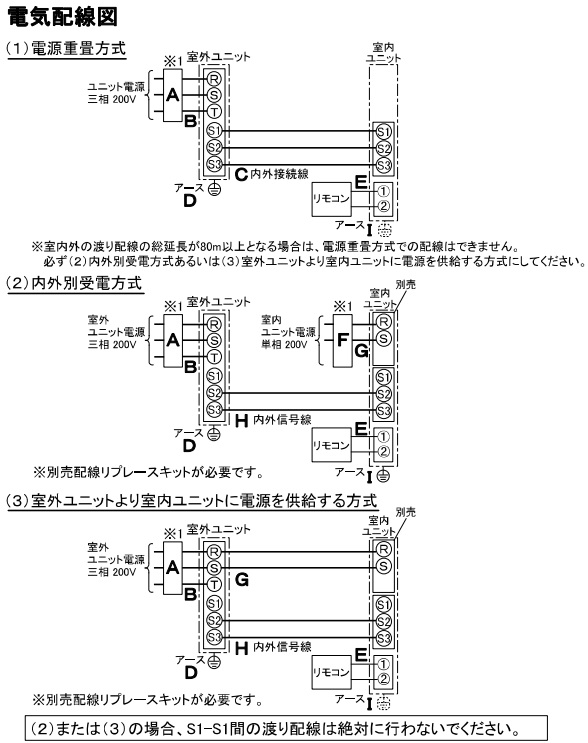 電気配線図
(1)電源重畳方式
※1 室外ユニット
室内
ユニット
ユニット電源
三相 200V
A
B
R
S
T
S1
S2
S3
S1
S2
S3
C 内外接続線
アース
D
E
リモコン
①
②
アース I
※室内外の渡り配線の総延長が80m以上となる場合は、電源重畳方式での配線はできません。
必ず(2)内外別受電方式あるいは(3)室外ユニットより室内ユニットに電源を供給する方式にしてください。
(2)内外別受電方式
※1 室外ユニット
※1
室内
ユニット
別売
室外
ユニット電源
三相 200V
A
B
R
S
T
S1
S2
S3
室内
ユニット電源
単相 200V
F
G
R
S
S1
S2
S3
H 内外信号線
アース
D
E
リモコン
①
②
アース I
※別売配線リプレースキットが必要です。
(3)室外ユニットより室内ユニットに電源を供給する方式
※1 室外ユニット
室内
ユニット
別売
室外
ユニット電源
三相 200V
A
B
R
S
T
S1
S2
S3
G
R
S
S1
S2
S3
H 内外信号線
アース
D
E
リモコン
①
②
アース I
※別売配線リプレースキットが必要です。
(2)または(3)の場合、S1-S1間の渡り配線は絶対に行わないでください。